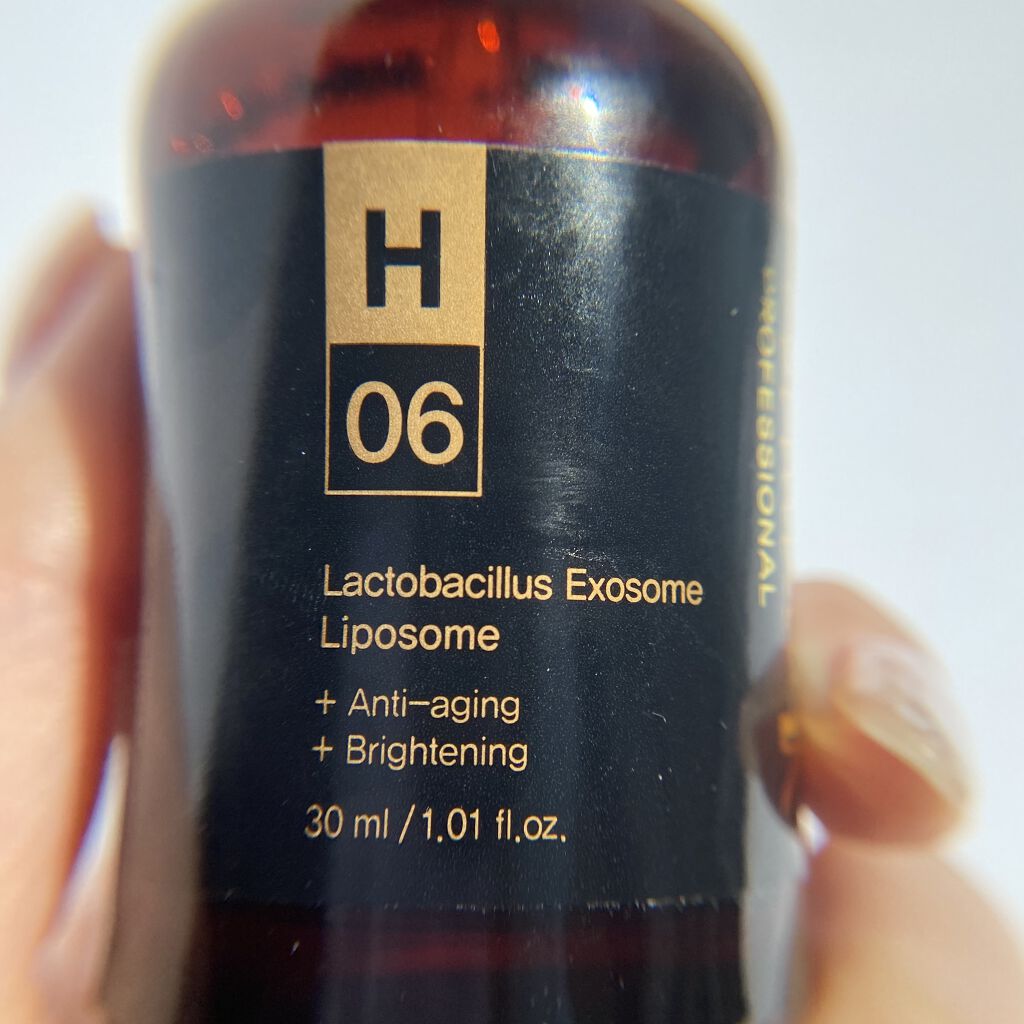 H
06
Lactobacillus Exosome
Liposome
+ Anti-aging
+ Brightening
30 ml / 1.01 fl.oz.
PROFESSIONAL